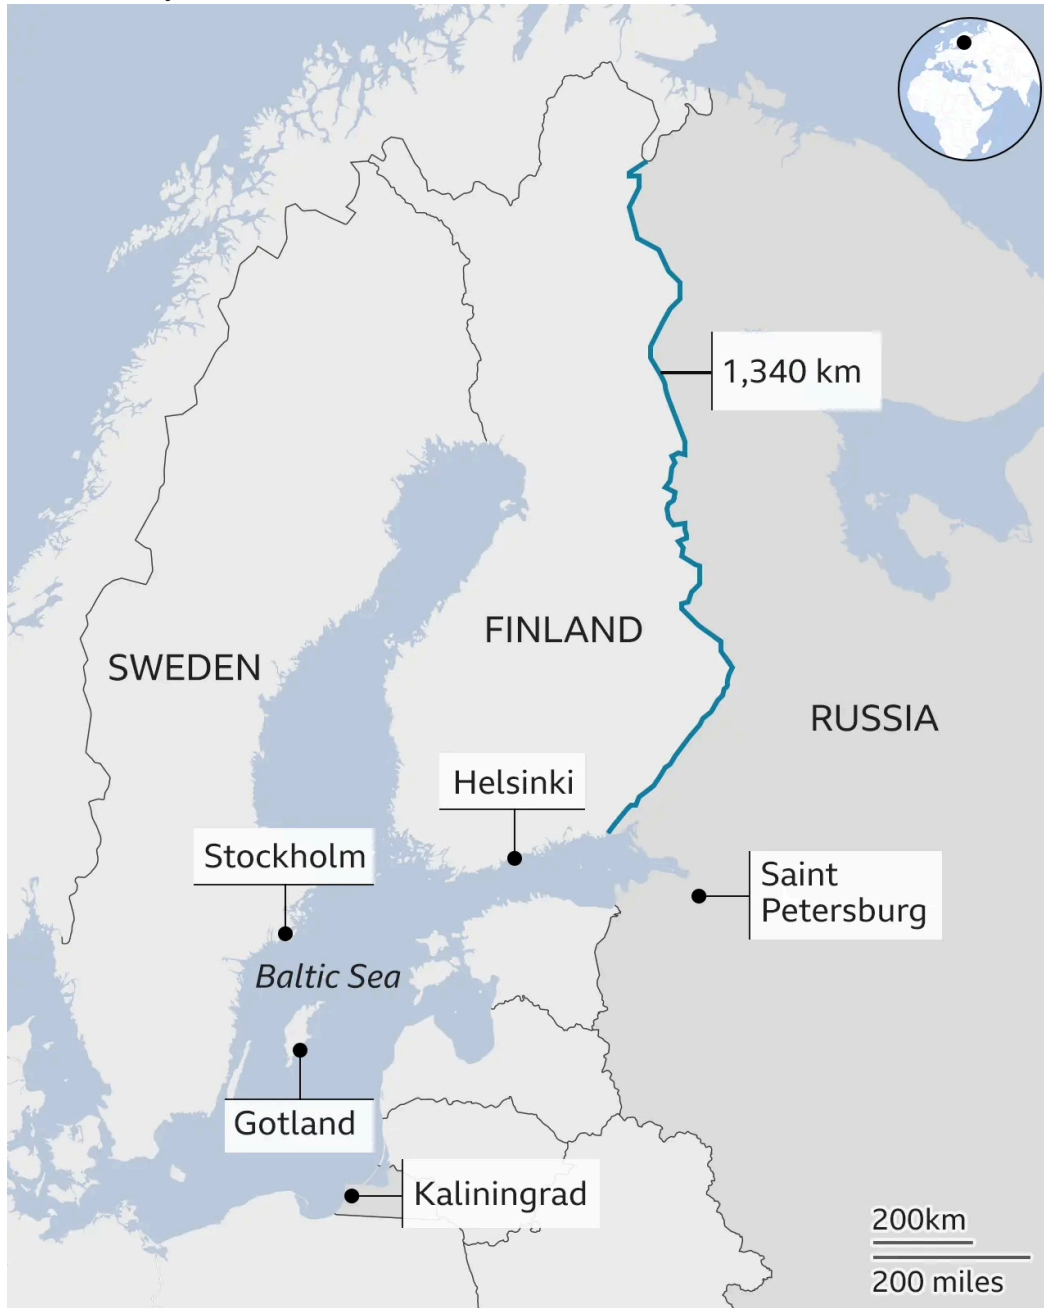 1,340 km
FINLAND
SWEDEN
RUSSIA
Helsinki
Stockholm
Saint
Petersburg
Baltic Sea
Gotland
Kaliningrad
200km
200 miles